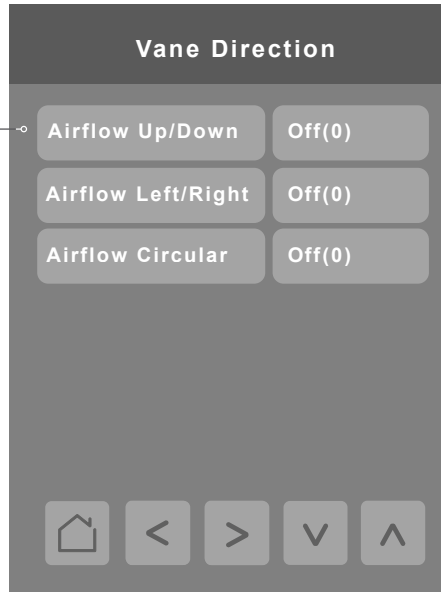 Vane Direction
Airflow Up/Down Off(0)
Airflow Left/Right Off(0)
Airflow Circular Off(0)